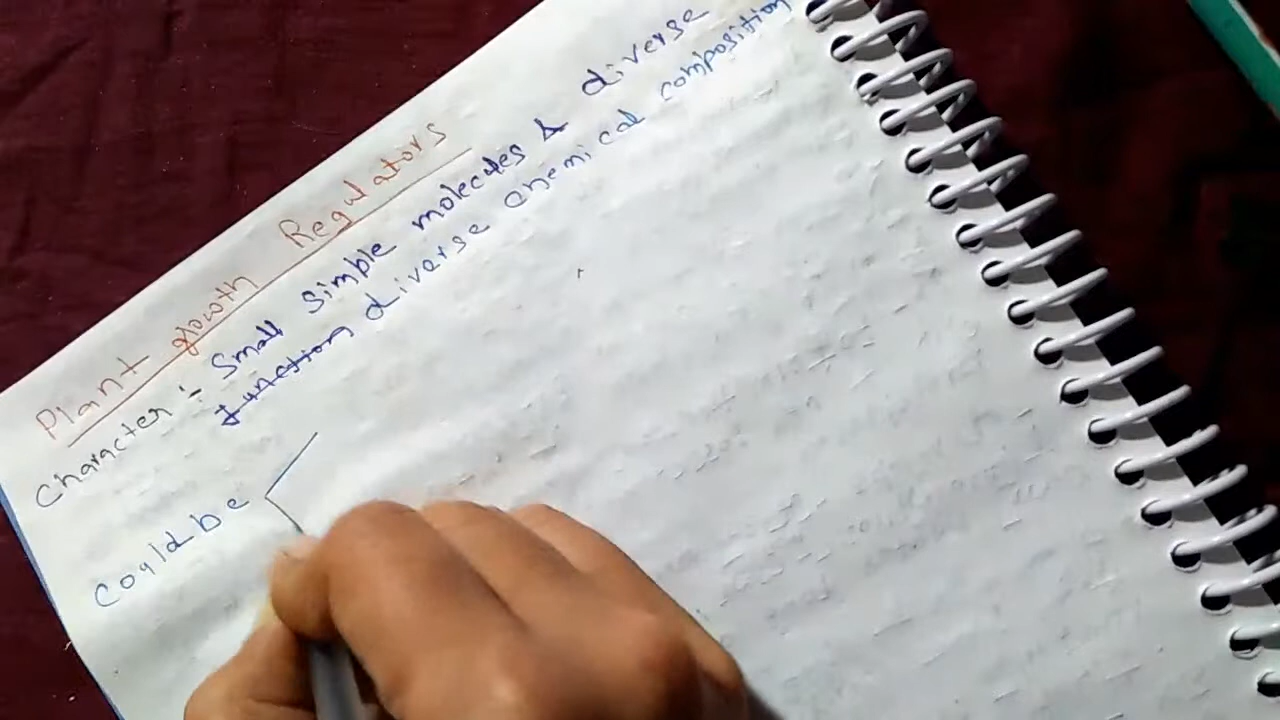 Plant growth Regulators
Character :- Small simple molecules & diverse
function diverse chemical composition
could be